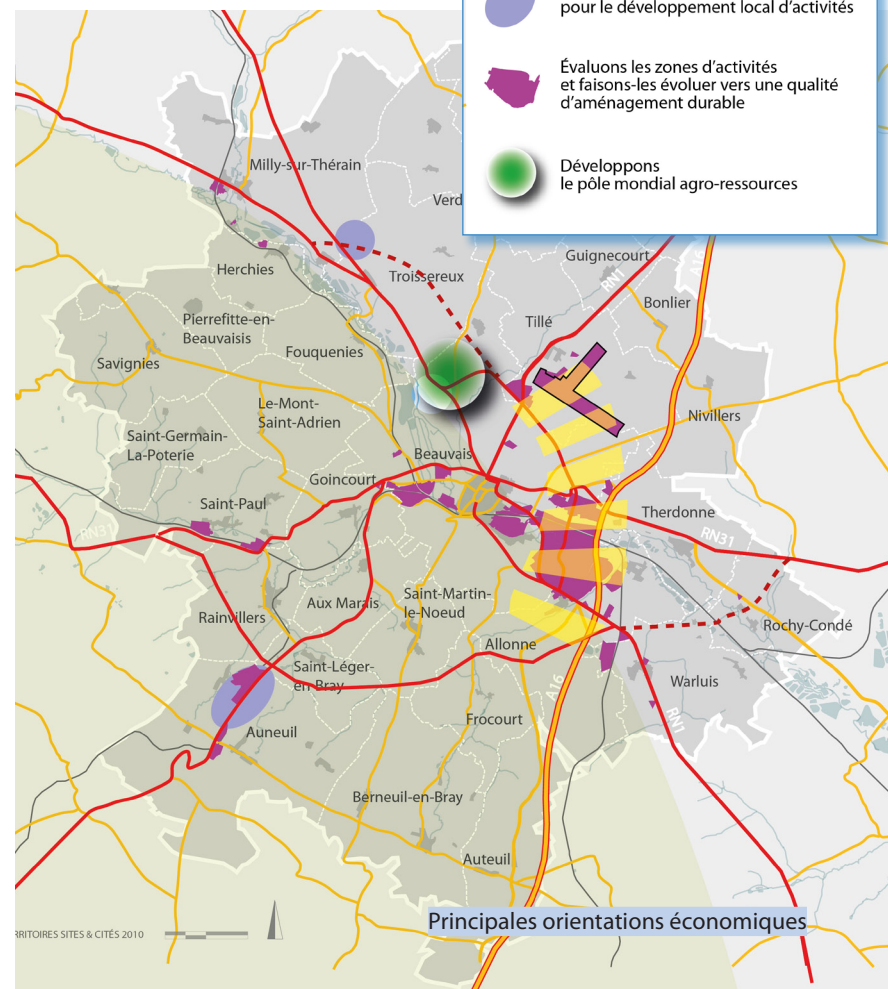 pour le développement local d'activités
Évaluons les zones d'activités
et faisons-les évoluer vers une qualité
d'aménagement durable
Développons
le pôle mondial agro-ressources
Milly-sur-Thérain
Verd
Guignecourt
A16
Herchies
Troissereux
RN1
Bonlier
Pierrefitte-en-
Beauvaisis
Tillé
Fouquenies
Savignies
Le-Mont-
Saint-Adrien
Nivillers
Saint-Germain-
La-Poterie
Beauvais
Goincourt
Saint-Paul
Therdonne
RN31
RN31
Saint-Martin-
le-Noeud
Aux Marais
Rainvillers
Rochy-Condé
Allonne
Saint-Léger-
en-Bray
Warluis
A16
RN1
Frocourt
Auneuil
Berneuil-en-Bray
Auteuil
Principales orientations économiques
RRITOIRES SITES & CITÉS 2010